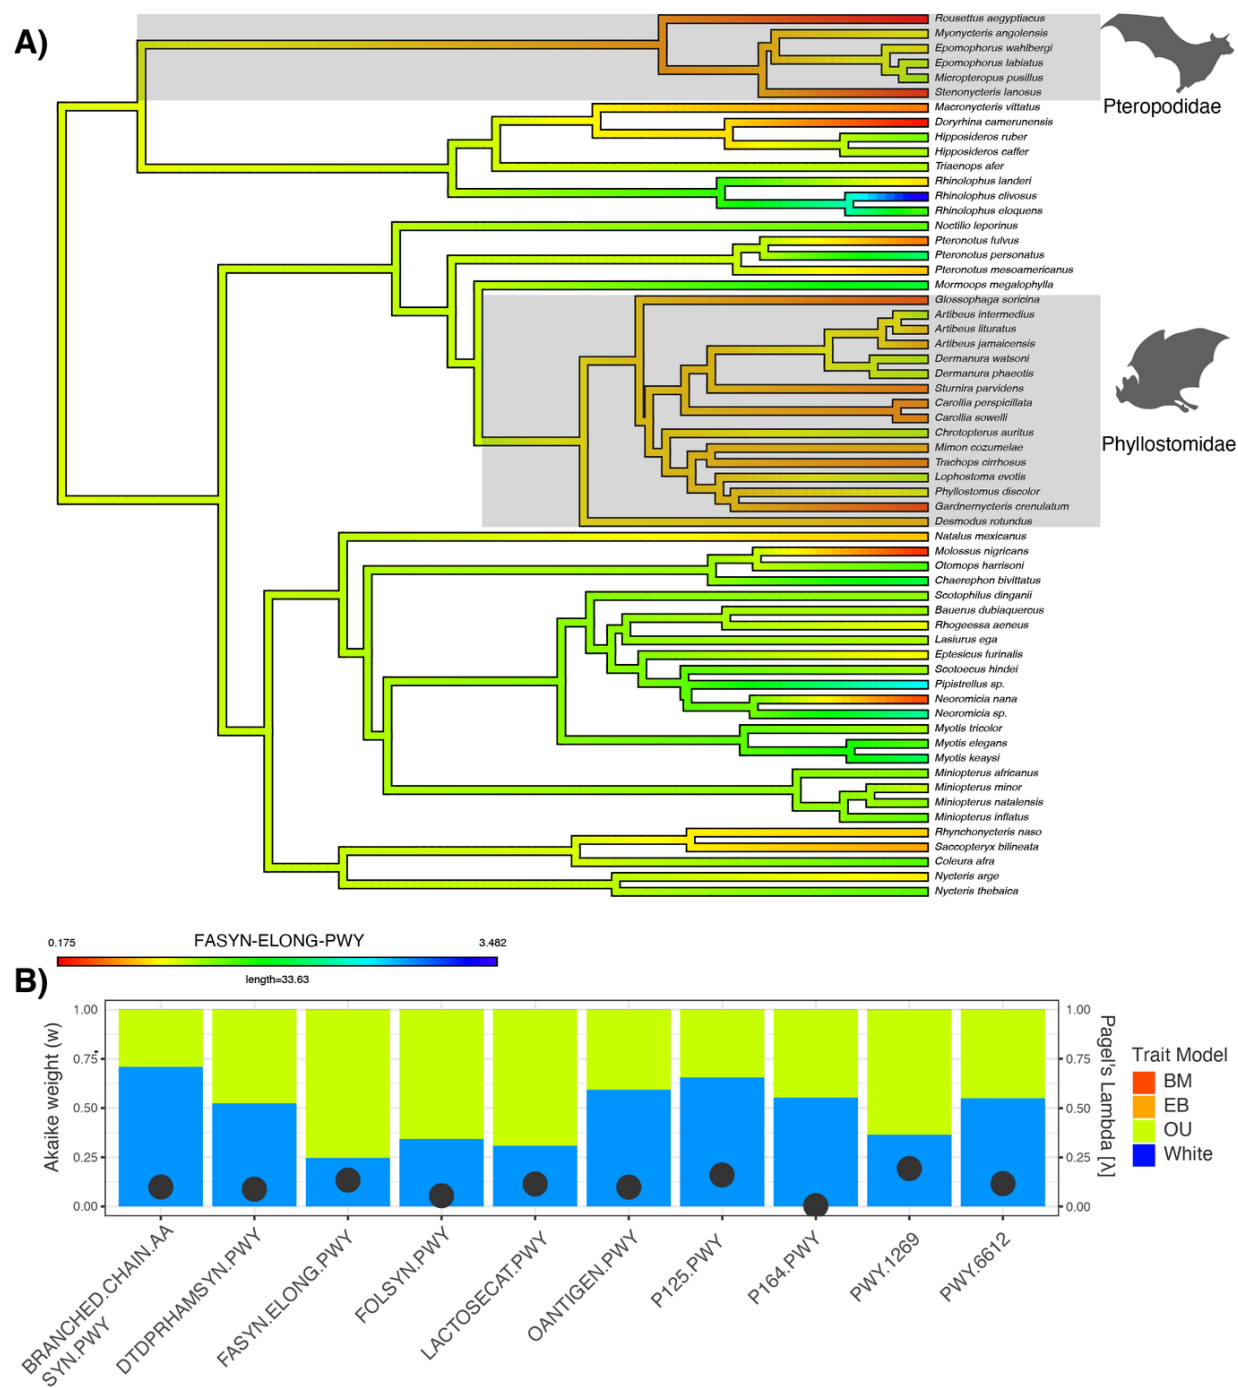 A)
Rousettus aegyptiacus
Myonycteris angolensis
Epomophorus wahlbergi
Epomophorus labiatus
Micropteropus pusillus
Stenonycteris lanosus
Pteropodidae
Macronycteris vittatus
Doryrhina camerunensis
Hipposideros ruber
Hipposideros caffer
Triaenops afer
Rhinolophus landeri
Rhinolophus clivosus
Rhinolophus eloquens
Noctilio leporinus
Pteronotus fulvus
Pteronotus personatus
Pteronotus mesoamericanus
Mormoops megalophylla
Glossophaga soricina
Artibeus intermedius
Artibeus lituratus
Artibeus jamaicensis
Dermanura watsoni
Dermanura phaeotis
Sturnira parvidens
Carollia perspicillata
Carollia sowelli
Chrotopterus auritus
Phyllostomidae
Mimon cozumelae
Trachops cirrhosus
Lophostoma evotis
Phyllostomus discolor
Gardnernycteris crenulatum
Desmodus rotundus
Natalus mexicanus
Molossus nigricans
Otomops harrisoni
Chaerephon bivittatus
Scotophilus dinganii
Bauerus dubiaquercus
Rhogeessa aeneus
Lasiurus ega
Eptesicus furinalis
Scotoecus hindei
Pipistrellus sp.
Neoromicia nana
Neoromicia sp.
Myotis tricolor
Myotis elegans
Myotis keaysi
Miniopterus africanus
Miniopterus minor
Miniopterus natalensis
Miniopterus inflatus
Rhynchonycteris naso
Saccopteryx bilineata
Coleura afra
Nycteris arge
Nycteris thebaica
0.175 FASYN-ELONG-PWY 3.482
length=33.63
B)
Akaike weight (w)
1.00
0.75
0.50
0.25
0.00
1.00
0.75
0.50
0.25
0.00
Pagel's Lambda [λ]
Trait Model
BM
EB
OU
White
BRANCHED.CHAIN.AA
SYN.PWY
DTDPRHAMSYN.PWY
FASYN.ELONG.PWY
FOLSYN.PWY
LACTOSECAT.PWY
OANTIGEN.PWY
P125.PWY
P164.PWY
PWY.1269
PWY.6612